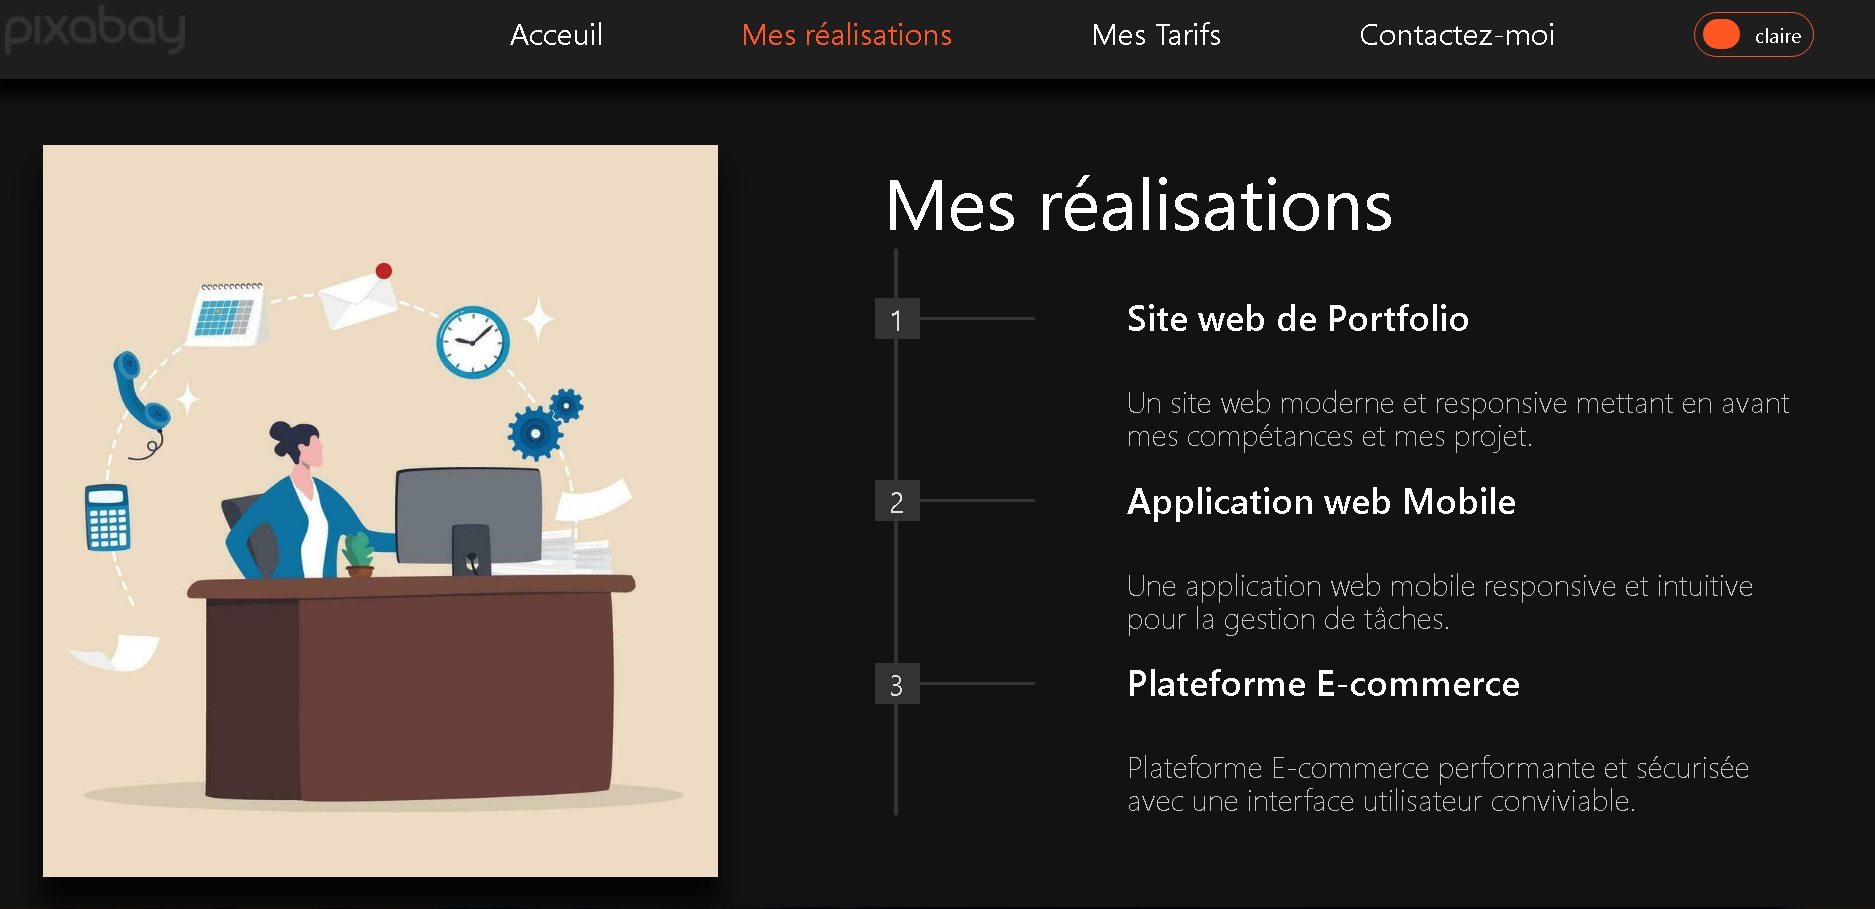 pixabay
Acceuil
Mes réalisations
Mes Tarifs
Contactez-moi
claire
Mes réalisations
1
Site web de Portfolio
Un site web moderne et responsive mettant en avant
mes compétances et mes projet.
2
Application web Mobile
Une application web mobile responsive et intuitive
pour la gestion de tâches.
3
Plateforme E-commerce
Plateforme E-commerce performante et sécurisée
avec une interface utilisateur conviviable.